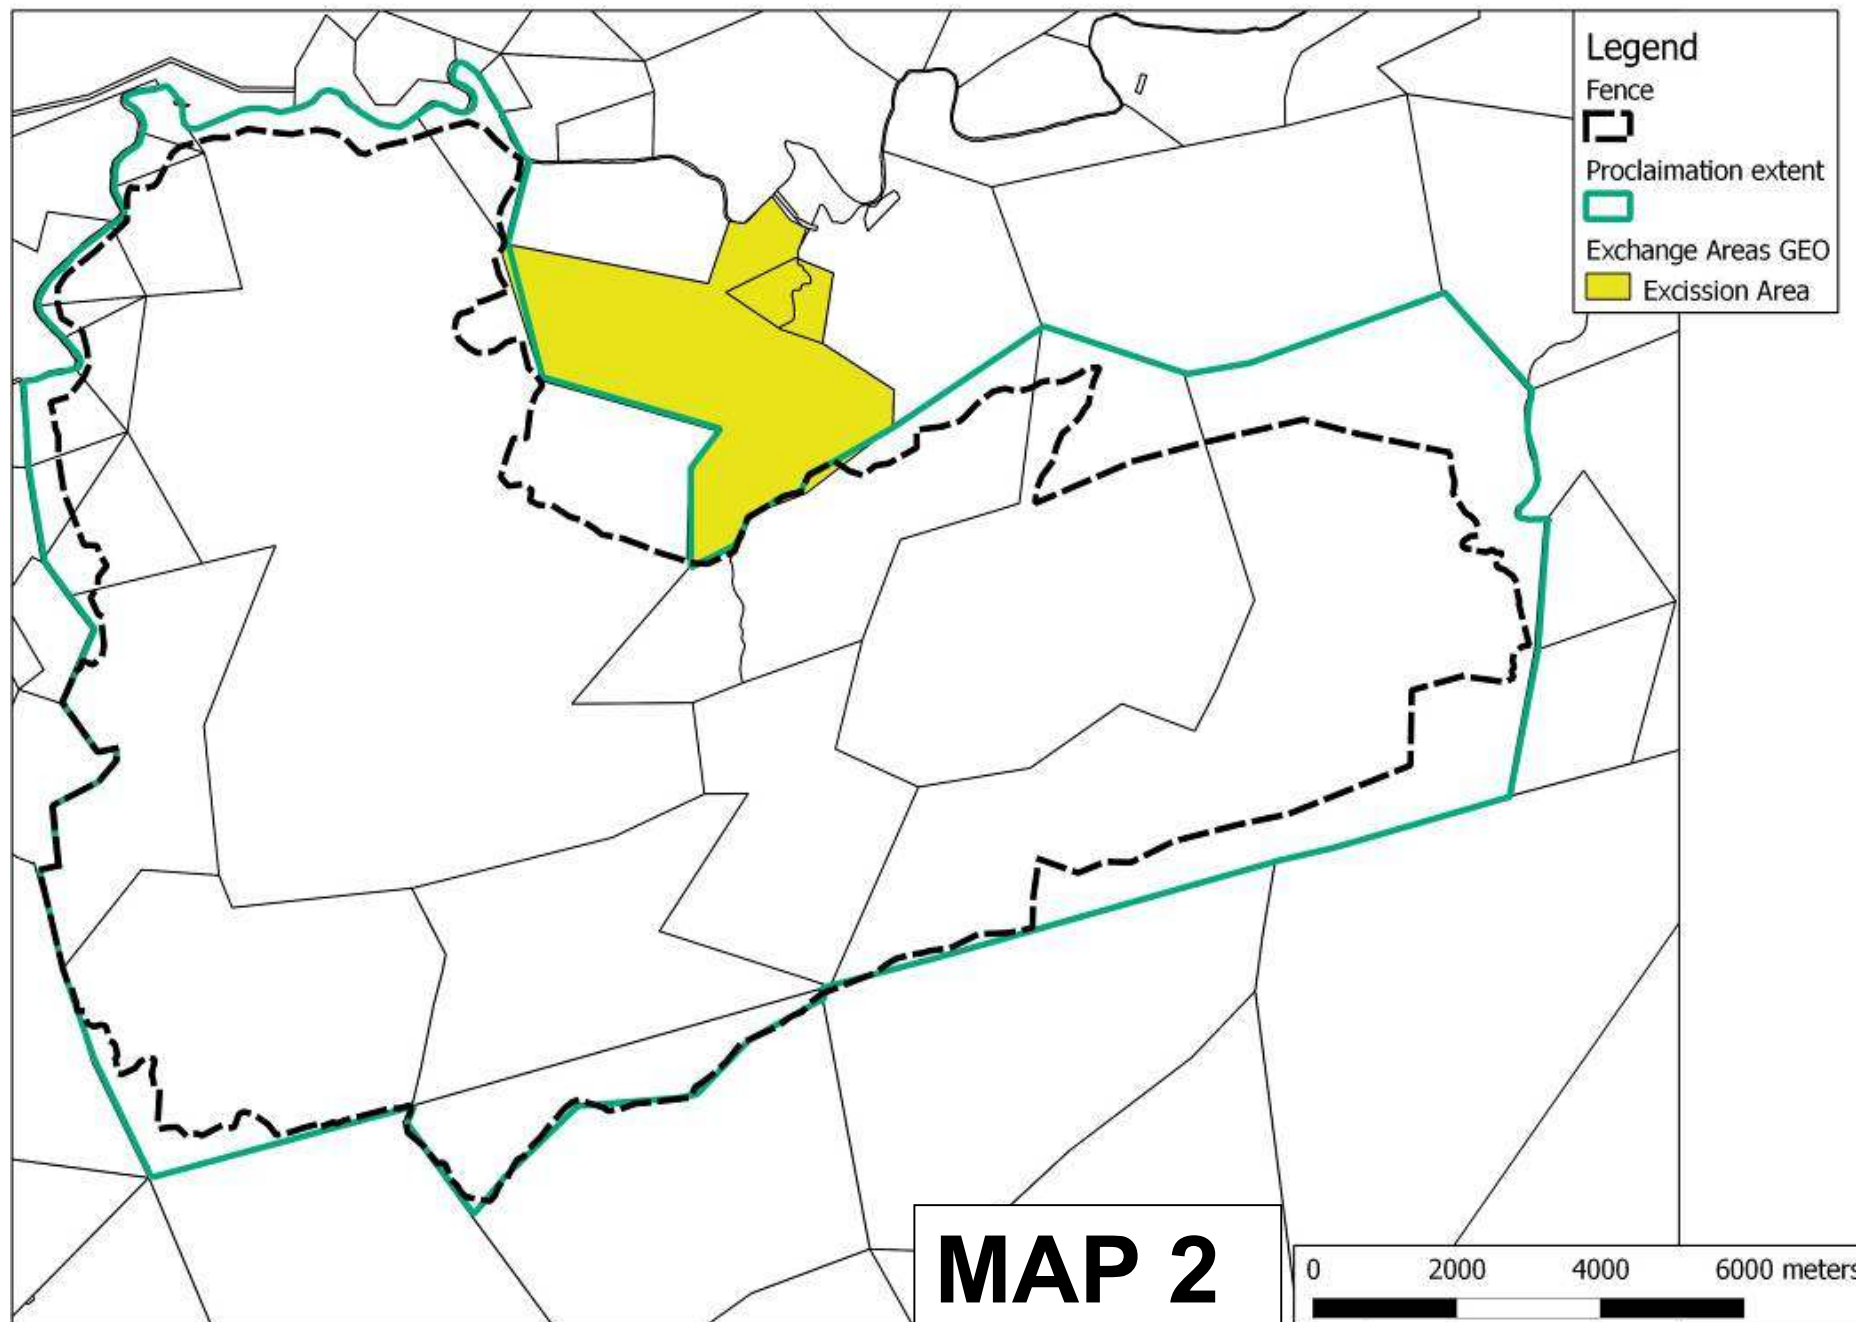 Legend
Fence
Proclaimation extent
Exchange Areas GEO
Excission Area
MAP 2
0 2000 4000 6000 meters